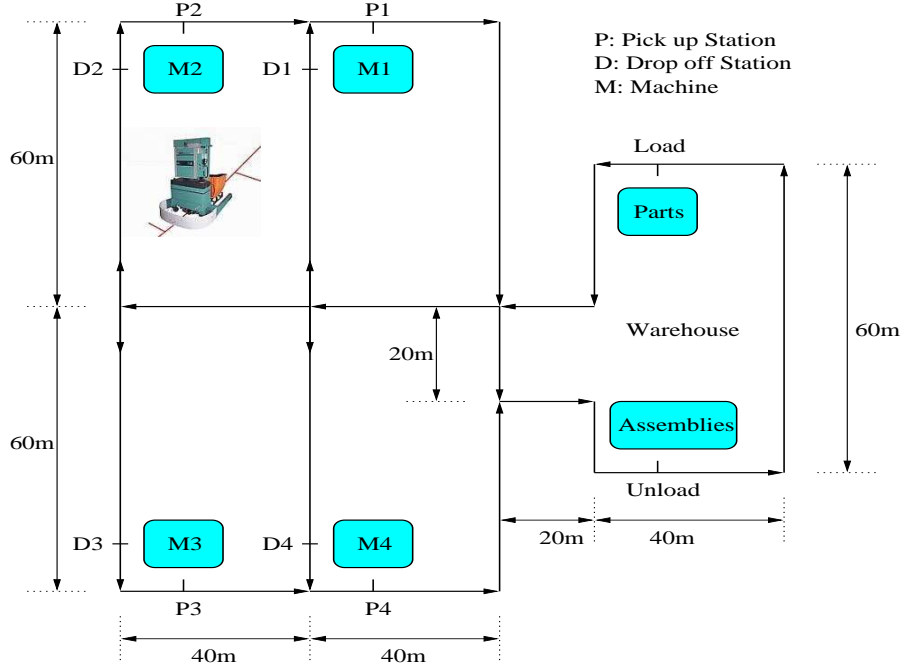 P2
P1
P: Pick up Station
D: Drop off Station
M: Machine
D2
M2
D1
M1
Load
60m
Parts
Warehouse
60m
20m
60m
Assemblies
Unload
D3
M3
D4
M4
20m
40m
P3
P4
40m
40m